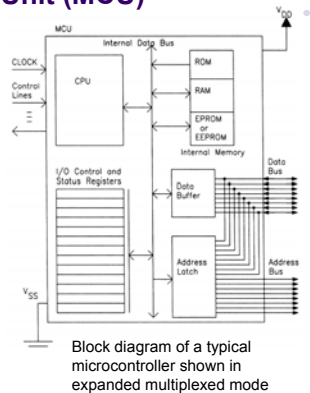 Unit (MCU)
V_DD
MCU
Internal Data Bus
CLOCK
CPU
ROM
Control
Lines
RAM
EPROM
or
EEPROM
Internal Memory
I/O Control and
Status Registers
Data
Bus
Data
Buffer
Address
Latch
Address
Bus
V_SS
Block diagram of a typical
microcontroller shown in
expanded multiplexed mode